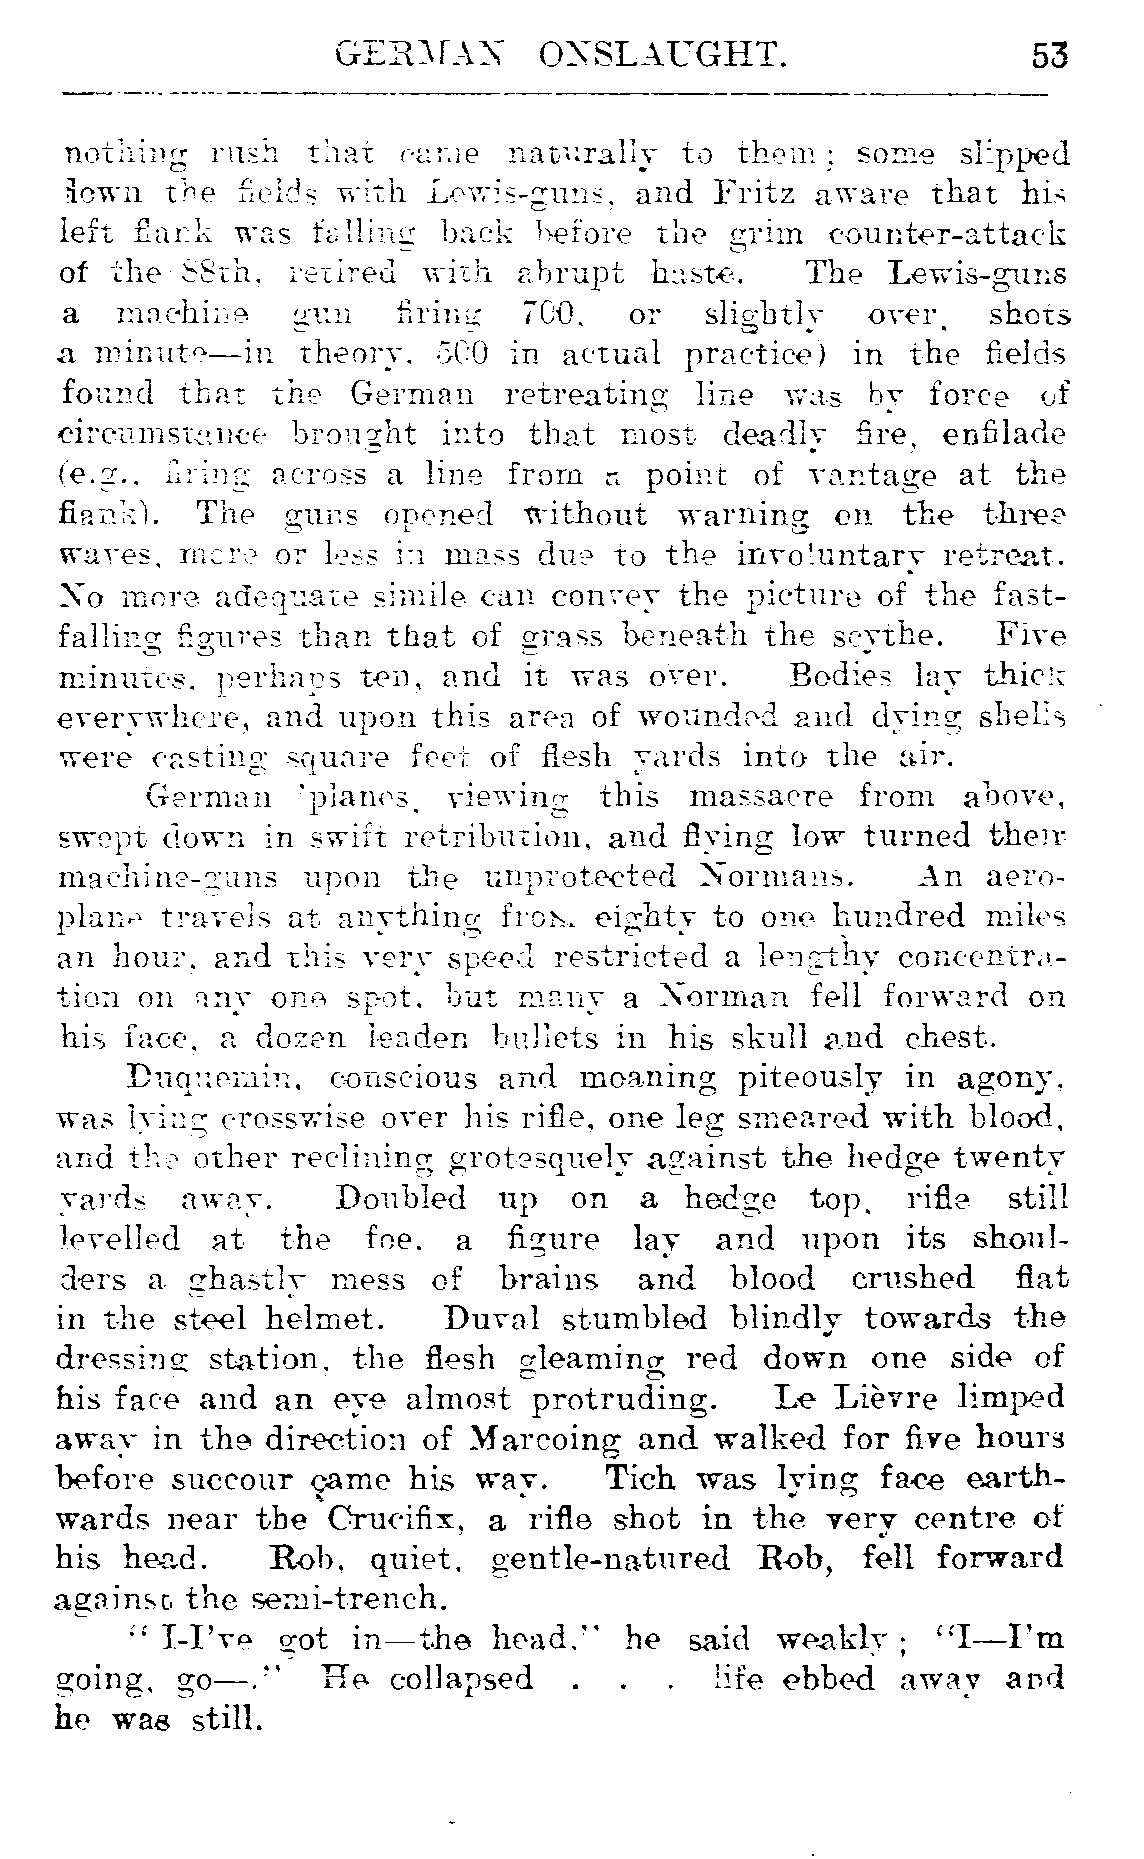 GERMAN ONSLAUGHT. 53
nothing rush that came naturally to them; some slipped
down the fields with Lewis-guns, and Fritz aware that his
left flank was falling back before the grim counter-attack
of the 88th, retired with abrupt haste. The Lewis-guns
a machine gun firing 700, or slightly over, shots
a minute—in theory, 500 in actual practice) in the fields
found that the German retreating line was by force of
circumstance brought into that most deadly fire, enfilade
(e.g., firing across a line from a point of vantage at the
flank). The guns opened without warning on the three
waves, more or less in mass due to the involuntary retreat.
No more adequate simile can convey the picture of the fast-
falling figures than that of grass beneath the scythe. Five
minutes, perhaps ten, and it was over. Bodies lay thick
everywhere, and upon this area of wounded and dying shells
were casting square feet of flesh yards into the air.
German 'planes, viewing this massacre from above,
swept down in swift retribution, and flying low turned their
machine-guns upon the unprotected Normans. An aero-
plane travels at anything from eighty to one hundred miles
an hour, and this very speed restricted a lengthy concentra-
tion on any one spot, but many a Norman fell forward on
his face, a dozen leaden bullets in his skull and chest.
Duquemin, conscious and moaning piteously in agony,
was lying crosswise over his rifle, one leg smeared with blood,
and the other reclining grotesquely against the hedge twenty
yards away. Doubled up on a hedge top, rifle still
levelled at the foe, a figure lay and upon its shoul-
ders a ghastly mess of brains and blood crushed flat
in the steel helmet. Duval stumbled blindly towards the
dressing station, the flesh gleaming red down one side of
his face and an eye almost protruding. Le Lièvre limped
away in the direction of Marcoing and walked for five hours
before succour came his way. Tich was lying face earth-
wards near the Crucifix, a rifle shot in the very centre of
his head. Rob, quiet, gentle-natured Rob, fell forward
against the semi-trench.
"I-I've got in—the head," he said weakly; "I—I'm
going, go—." He collapsed . . . life ebbed away and
he was still.